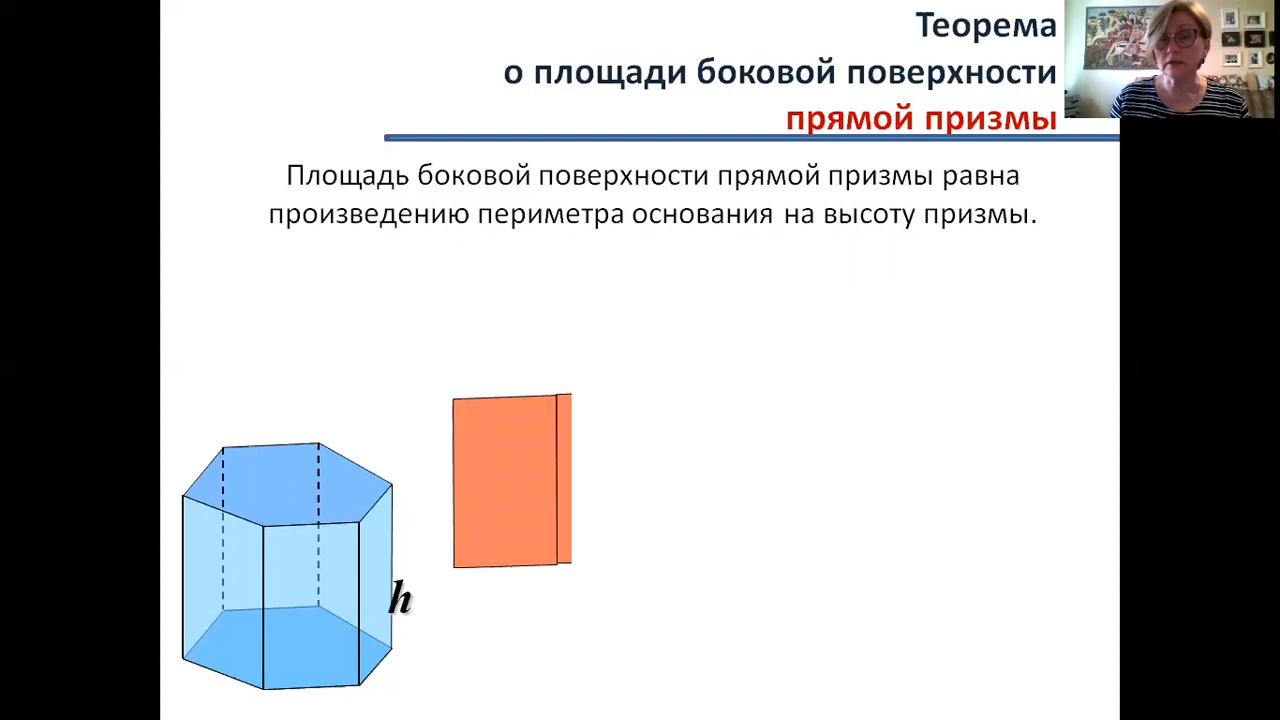 Теорема
о площади боковой поверхности
прямой призмы
Площадь боковой поверхности прямой призмы равна
произведению периметра основания на высоту призмы.
h